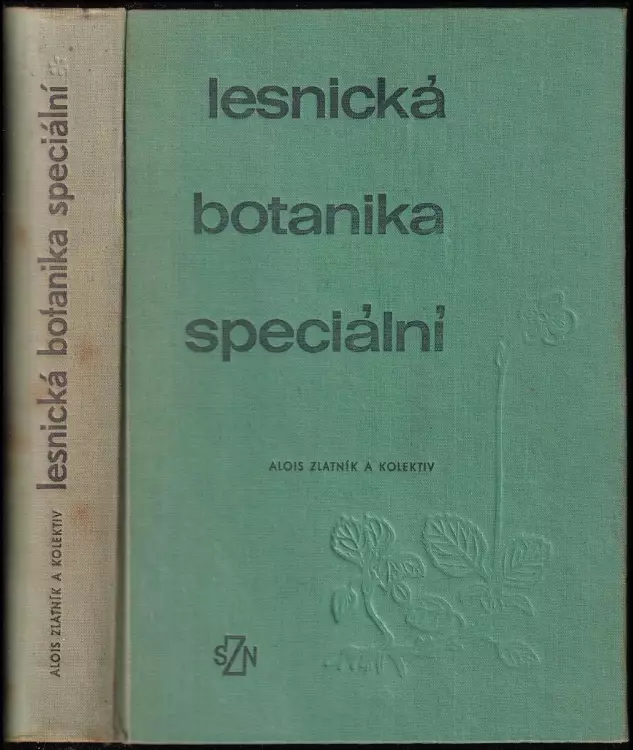 ALOIS ZLATNÍK A KOLEKTIV lesnická botanika speciální
lesnická
botanika
speciální
ALOIS ZLATNÍK A KOLEKTIV
SZN